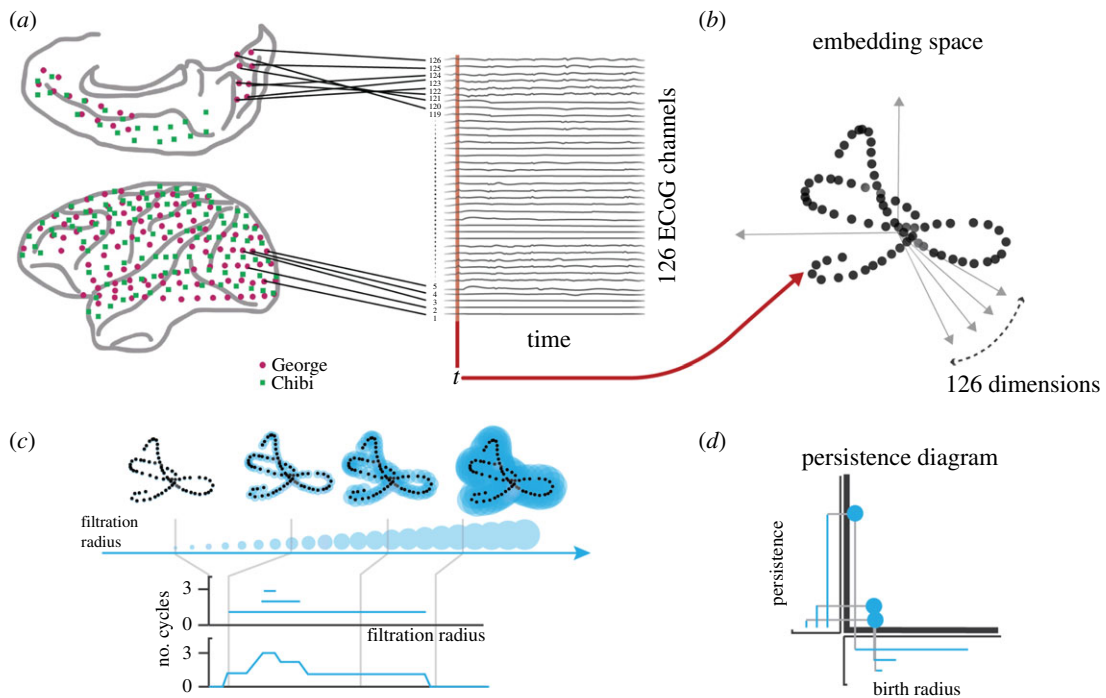 (a)
126
125
124
123
122
121
120
119
5
4
3
2
1
126 ECoG channels
time
t
George
Chibi
(b)
embedding space
126 dimensions
(c)
filtration
radius
no. cycles
3
0
filtration radius
3
0
(d)
persistence diagram
persistence
birth radius